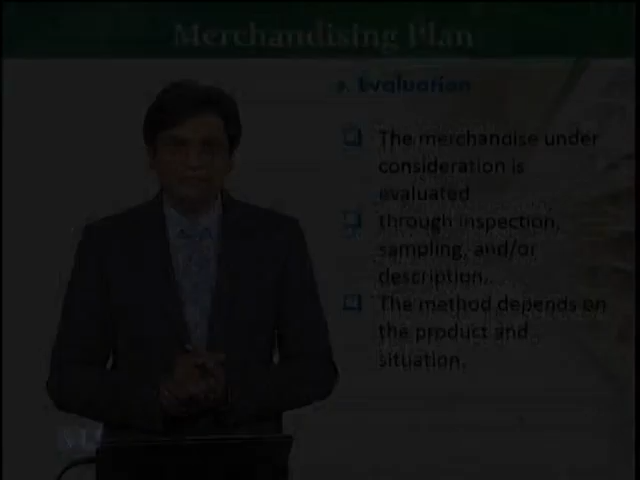 Merchandising Plan
Evaluation
The merchandise under
consideration is
evaluated
through inspection,
sampling, and/or
description.
The method depends on
the product and
situation.